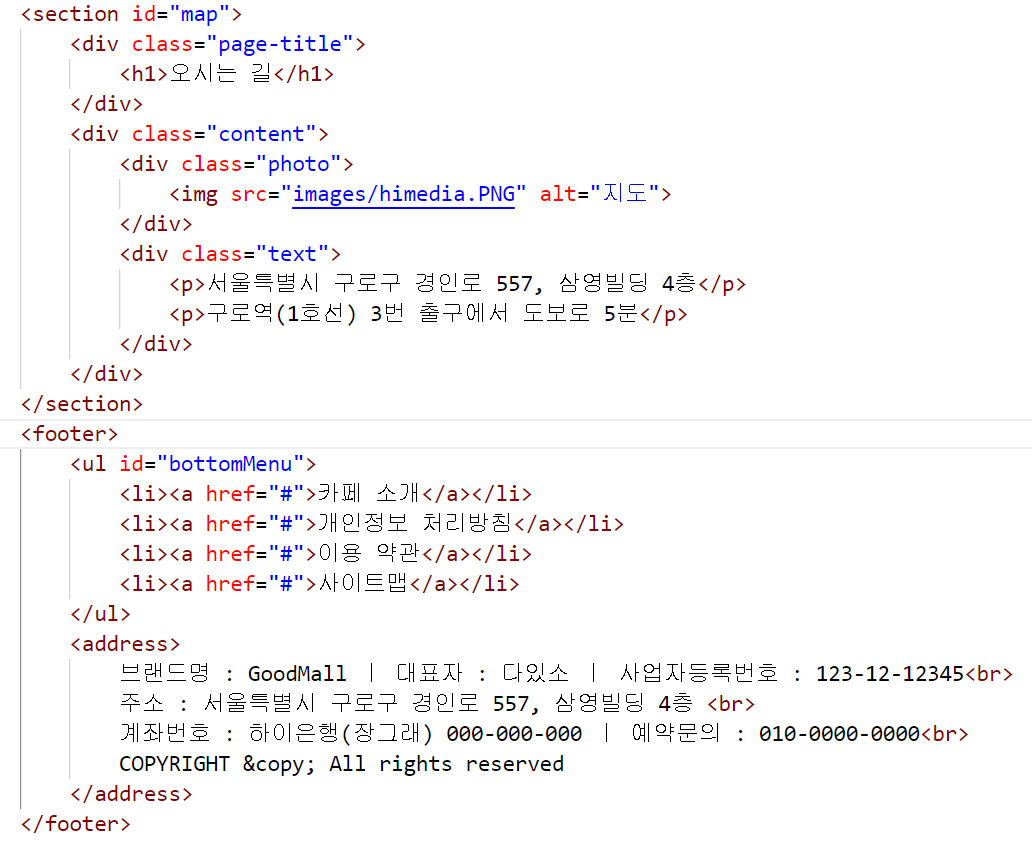 <section id="map">
<div class="page-title">
<h1>오시는 길</h1>
</div>
<div class="content">
<div class="photo">
<img src="images/himedia.PNG" alt="지도">
</div>
<div class="text">
<p>서울특별시 구로구 경인로 557, 삼영빌딩 4층</p>
<p>구로역(1호선) 3번 출구에서 도보로 5분</p>
</div>
</div>
</section>
<footer>
<ul id="bottomMenu">
<li><a href="#">카페 소개</a></li>
<li><a href="#">개인정보 처리방침</a></li>
<li><a href="#">이용 약관</a></li>
<li><a href="#">사이트맵</a></li>
</ul>
<address>
브랜드명 : GoodMall ㅣ 대표자 : 다있소 ㅣ 사업자등록번호 : 123-12-12345<br>
주소 : 서울특별시 구로구 경인로 557, 삼영빌딩 4층 <br>
계좌번호 : 하이은행(장그래) 000-000-000 ㅣ 예약문의 : 010-0000-0000<br>
COPYRIGHT &copy; All rights reserved
</address>
</footer>